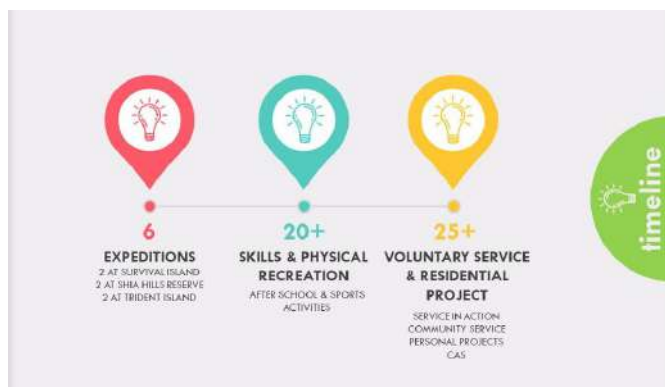 6
EXPEDITIONS
2 AT SURVIVAL ISLAND
2 AT SHIA HILLS RESERVE
2 AT TRIDENT ISLAND
20+
SKILLS & PHYSICAL
RECREATION
AFTER SCHOOL & SPORTS
ACTIVITIES
25+
VOLUNTARY SERVICE
& RESIDENTIAL
PROJECT
SERVICE IN ACTION
COMMUNITY SERVICE
PERSONAL PROJECTS
CAS
timeline